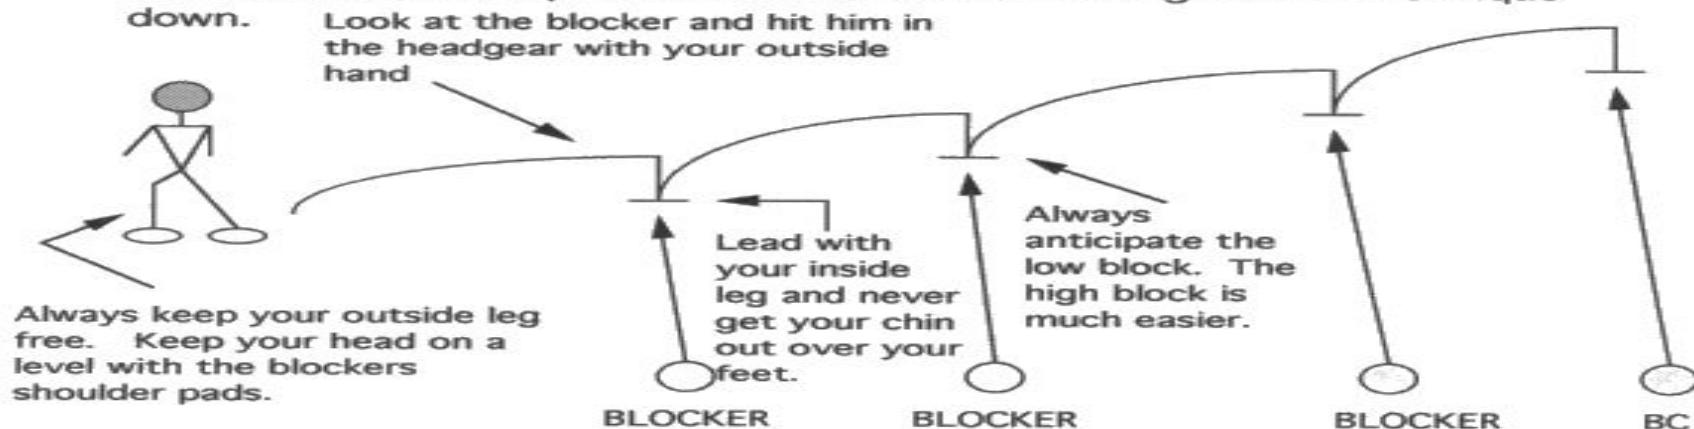 down.
Look at the blocker and hit him in
the headgear with your outside
hand
Always keep your outside leg
free. Keep your head on a
level with the blockers
shoulder pads.
Lead with
your inside
leg and never
get your chin
out over your
feet.
Always
anticipate the
low block. The
high block is
much easier.
BLOCKER
BLOCKER
BLOCKER
BC